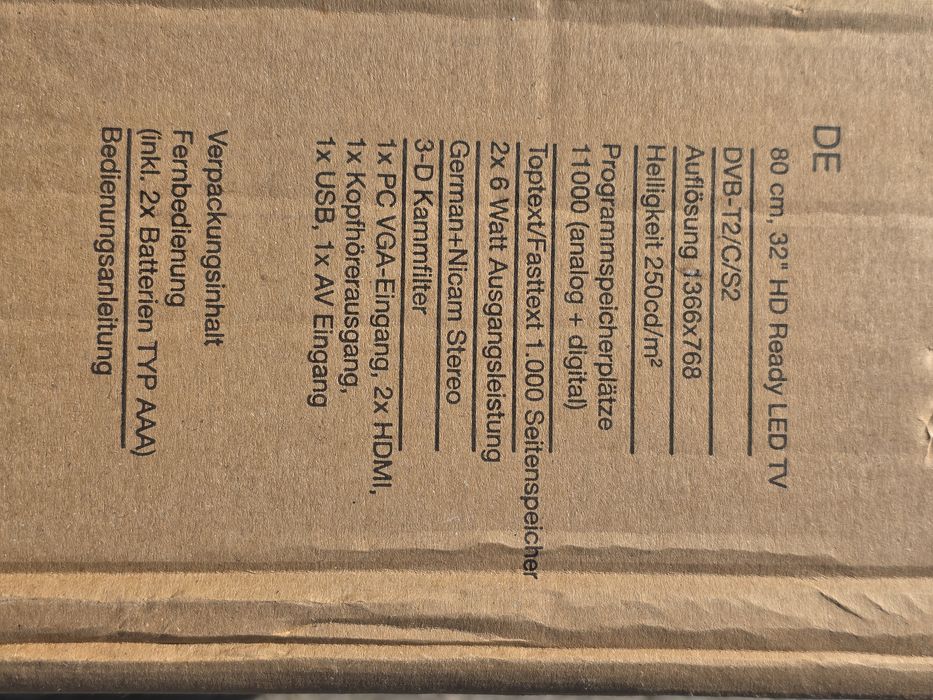 DE
80 cm, 32" HD Ready LED TV
DVB-T2/C/S2
Auflösung 1366x768
Helligkeit 250cd/m²
Programmspeicherplätze
11000 (analog + digital)
Toptext/Fasttext 1.000 Seitenspeicher
2x 6 Watt Ausgangsleistung
German+Nicam Stereo
3-D Kammfilter
1x PC VGA-Eingang, 2x HDMI,
1x Kopfhörerausgang,
1x USB, 1x AV Eingang
Verpackungsinhalt
Fernbedienung
(inkl. 2x Batterien TYP AAA)
Bedienungsanleitung